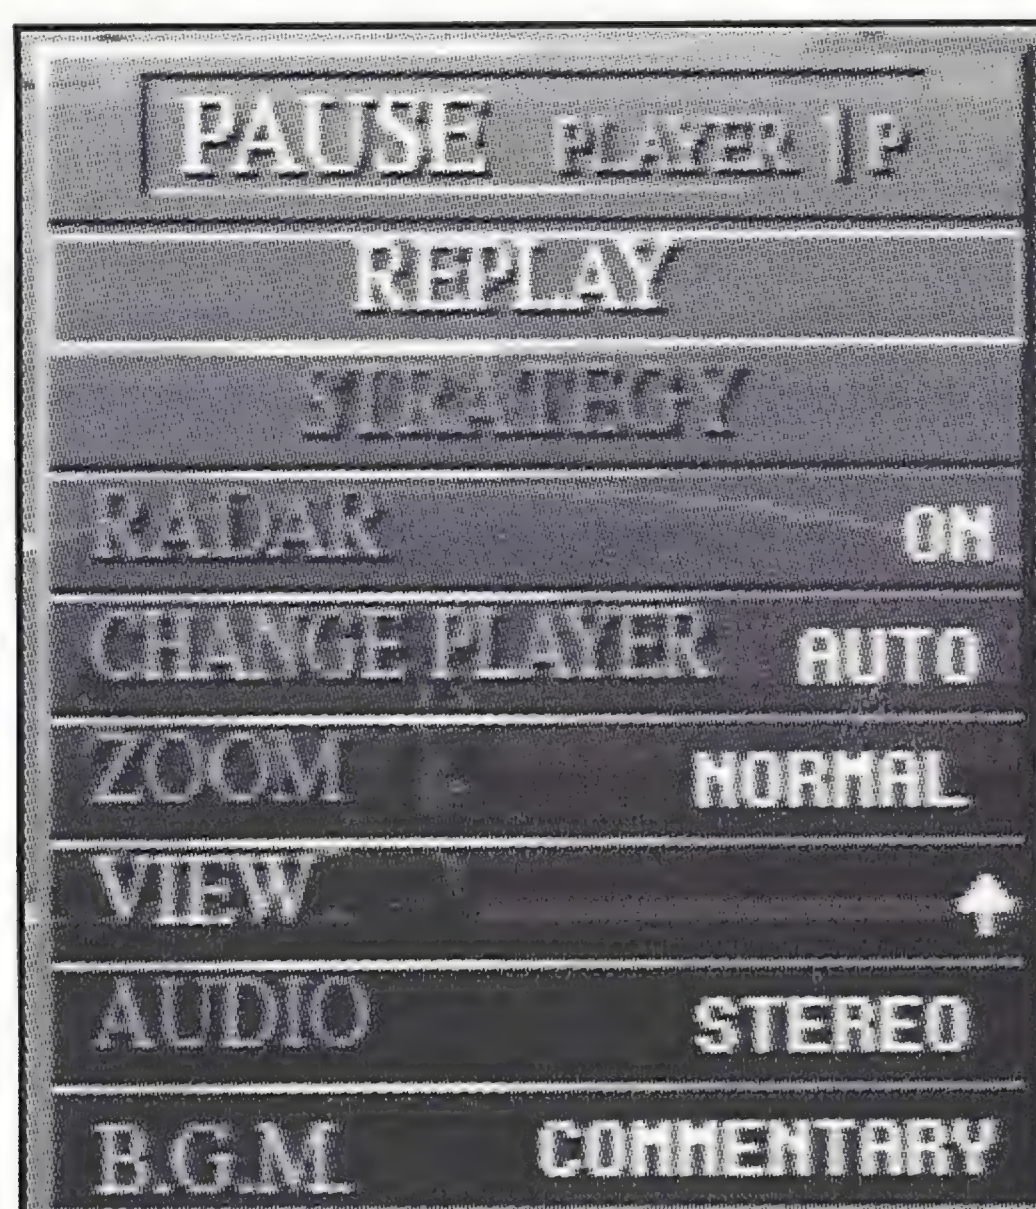 PAUSE PLAYER 1P
REPLAY
STRATEGY
RADAR ON
CHANGE PLAYER AUTO
ZOOM NORMAL
VIEW ↑
AUDIO STEREO
B.G.M. COMMENTARY